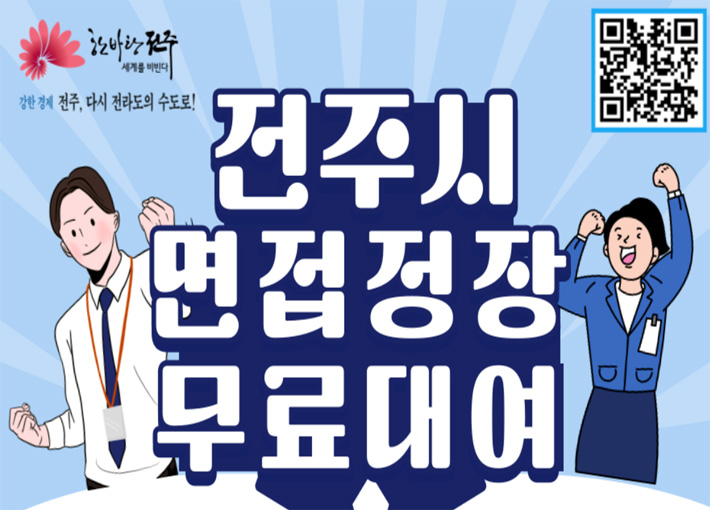 한바탕 전주
세계를 비빈다
강한 경제 전주, 다시 전라도의 수도로!
전주시
면접정장
무료대여